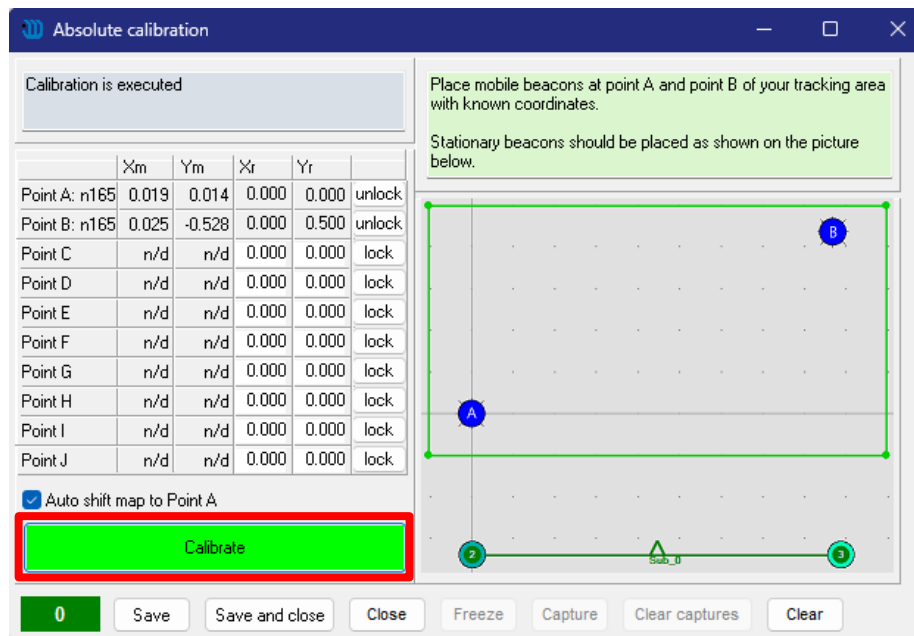 Absolute calibration
Calibration is executed
Place mobile beacons at point A and point B of your tracking area
with known coordinates.
Stationary beacons should be placed as shown on the picture
below.
Xm Ym Xr Yr
Point A: n165 0.019 0.014 0.000 0.000 unlock
Point B: n165 0.025 -0.528 0.000 0.500 unlock
Point C n/d n/d 0.000 0.000 lock
Point D n/d n/d 0.000 0.000 lock
Point E n/d n/d 0.000 0.000 lock
Point F n/d n/d 0.000 0.000 lock
Point G n/d n/d 0.000 0.000 lock
Point H n/d n/d 0.000 0.000 lock
Point I n/d n/d 0.000 0.000 lock
Point J n/d n/d 0.000 0.000 lock
Auto shift map to Point A
Calibrate
B
A
2 Sub_0 3
0 Save Save and close Close Freeze Capture Clear captures Clear